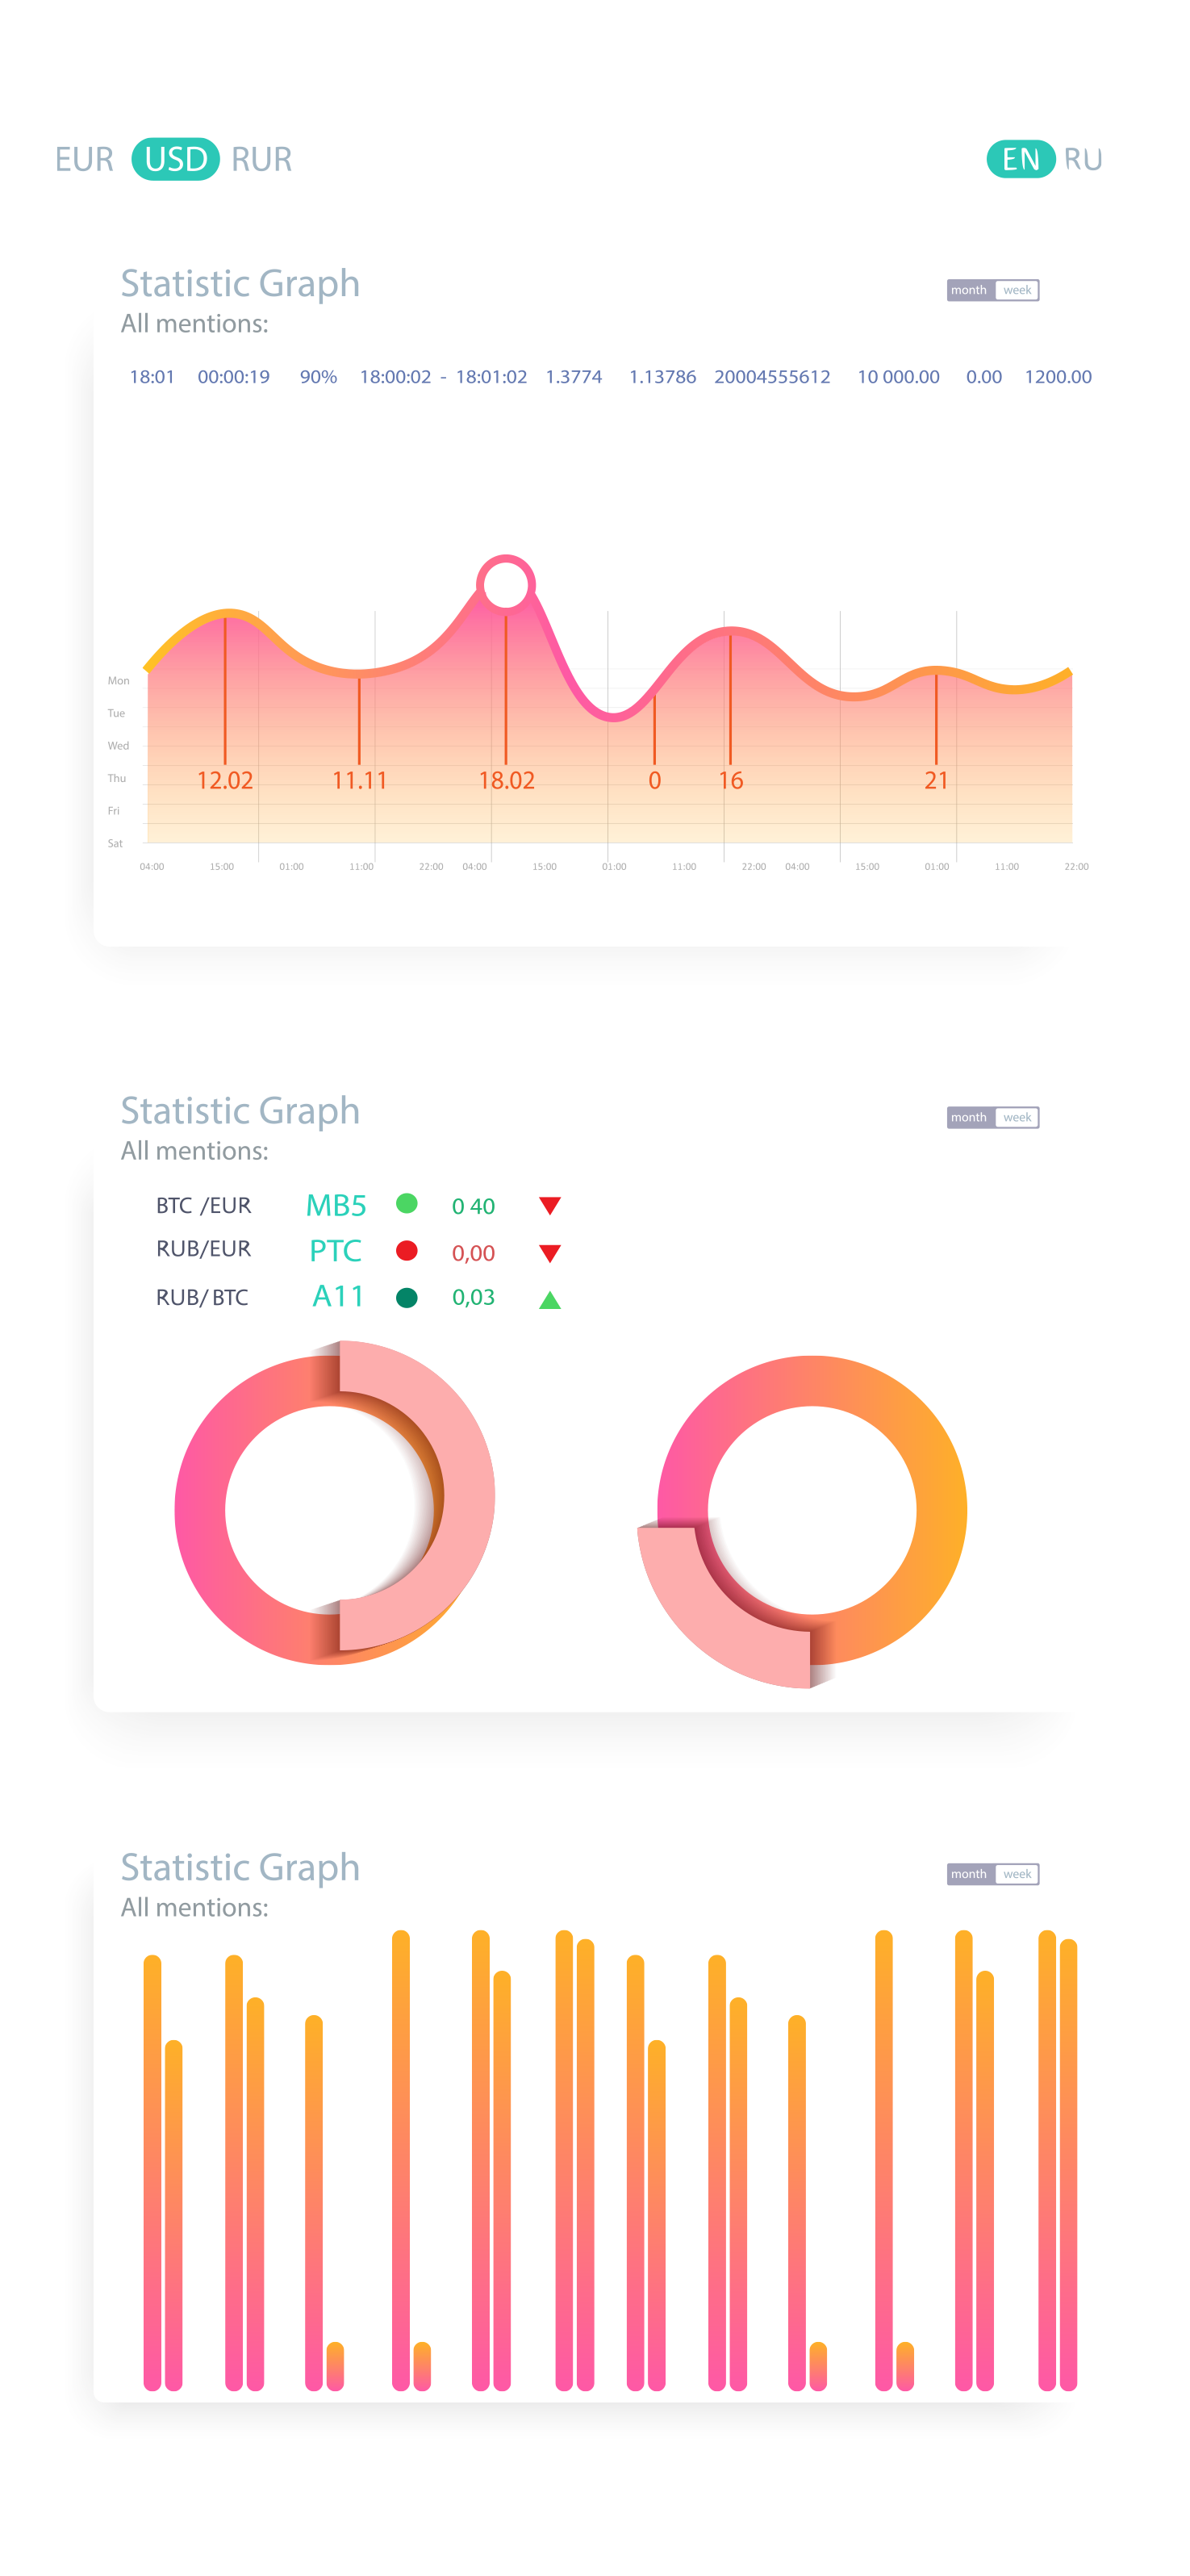 EUR USD RUR EN RU
Statistic Graph
month week
All mentions:
18:01 00:00:19 90% 18:00:02 - 18:01:02 1.3774 1.13786 20004555612 10 000.00 0.00 1200.00
Mon
Tue
Wed
Thu
Fri
Sat
12.02 11.11 18.02 0 16 21
04:00 15:00 01:00 11:00 22:00 04:00 15:00 01:00 11:00 22:00 04:00 15:00 01:00 11:00 22:00
Statistic Graph
month week
All mentions:
BTC /EUR MB5 0 40
RUB/EUR PTC 0,00
RUB/ BTC A11 0,03
Statistic Graph
month week
All mentions: